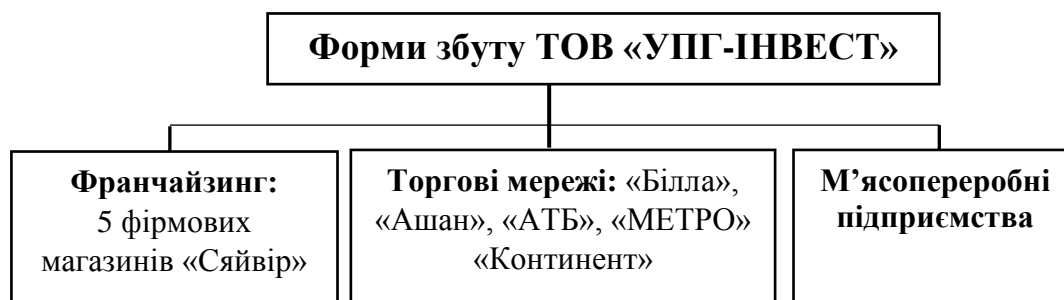 Форми збуту ТОВ «УПГ-ІНВЕСТ»
Франчайзинг:
5 фірмових
магазинів «Сяйвір»
Торгові мережі: «Білла»,
«Ашан», «АТБ», «МЕТРО»
«Континент»
М’ясопереробні
підприємства